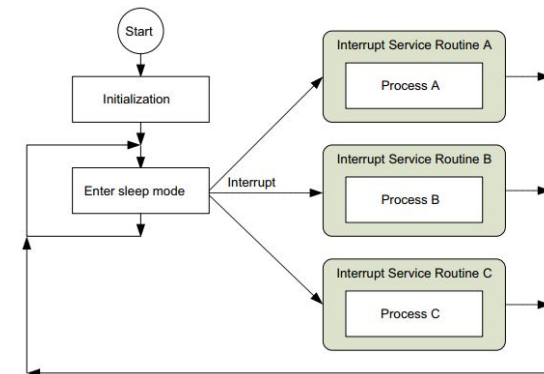 Start
Interrupt Service Routine A
Process A
Initialization
Interrupt Service Routine B
Enter sleep mode
Interrupt
Process B
Interrupt Service Routine C
Process C